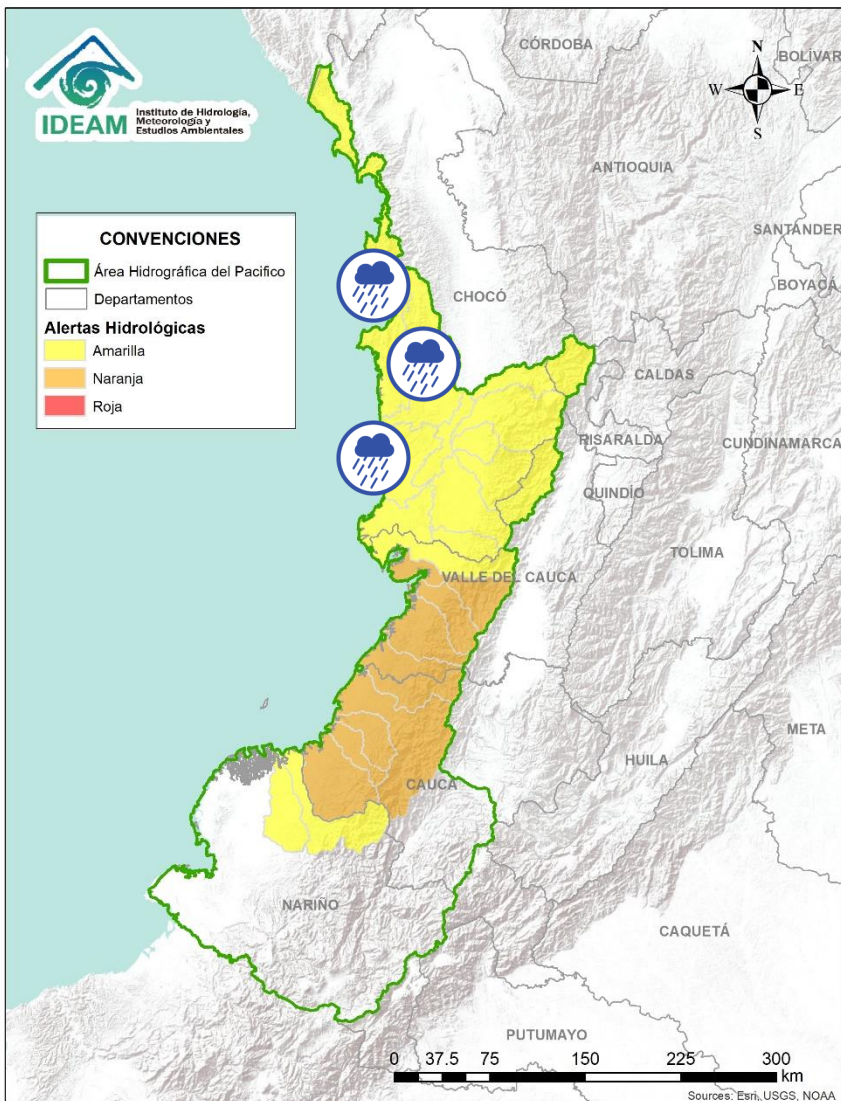 IDEAM
Instituto de Hidrología,
Meteorología y
Estudios Ambientales
N
W
E
S
CÓRDOBA
BOLÍVAR
ANTIOQUIA
SANTANDER
BOYACÁ
CHOCÓ
CALDAS
RISARALDA
CUNDINAMARCA
QUINDÍO
TOLIMA
VALLE DEL CAUCA
META
HUILA
CAUCA
NARIÑO
CAQUETÁ
PUTUMAYO
CONVENCIONES
Área Hidrográfica del Pacifico
Departamentos
Alertas Hidrológicas
Amarilla
Naranja
Roja
0 37.5 75 150 225 300
km
Sources: Esri, USGS, NOAA